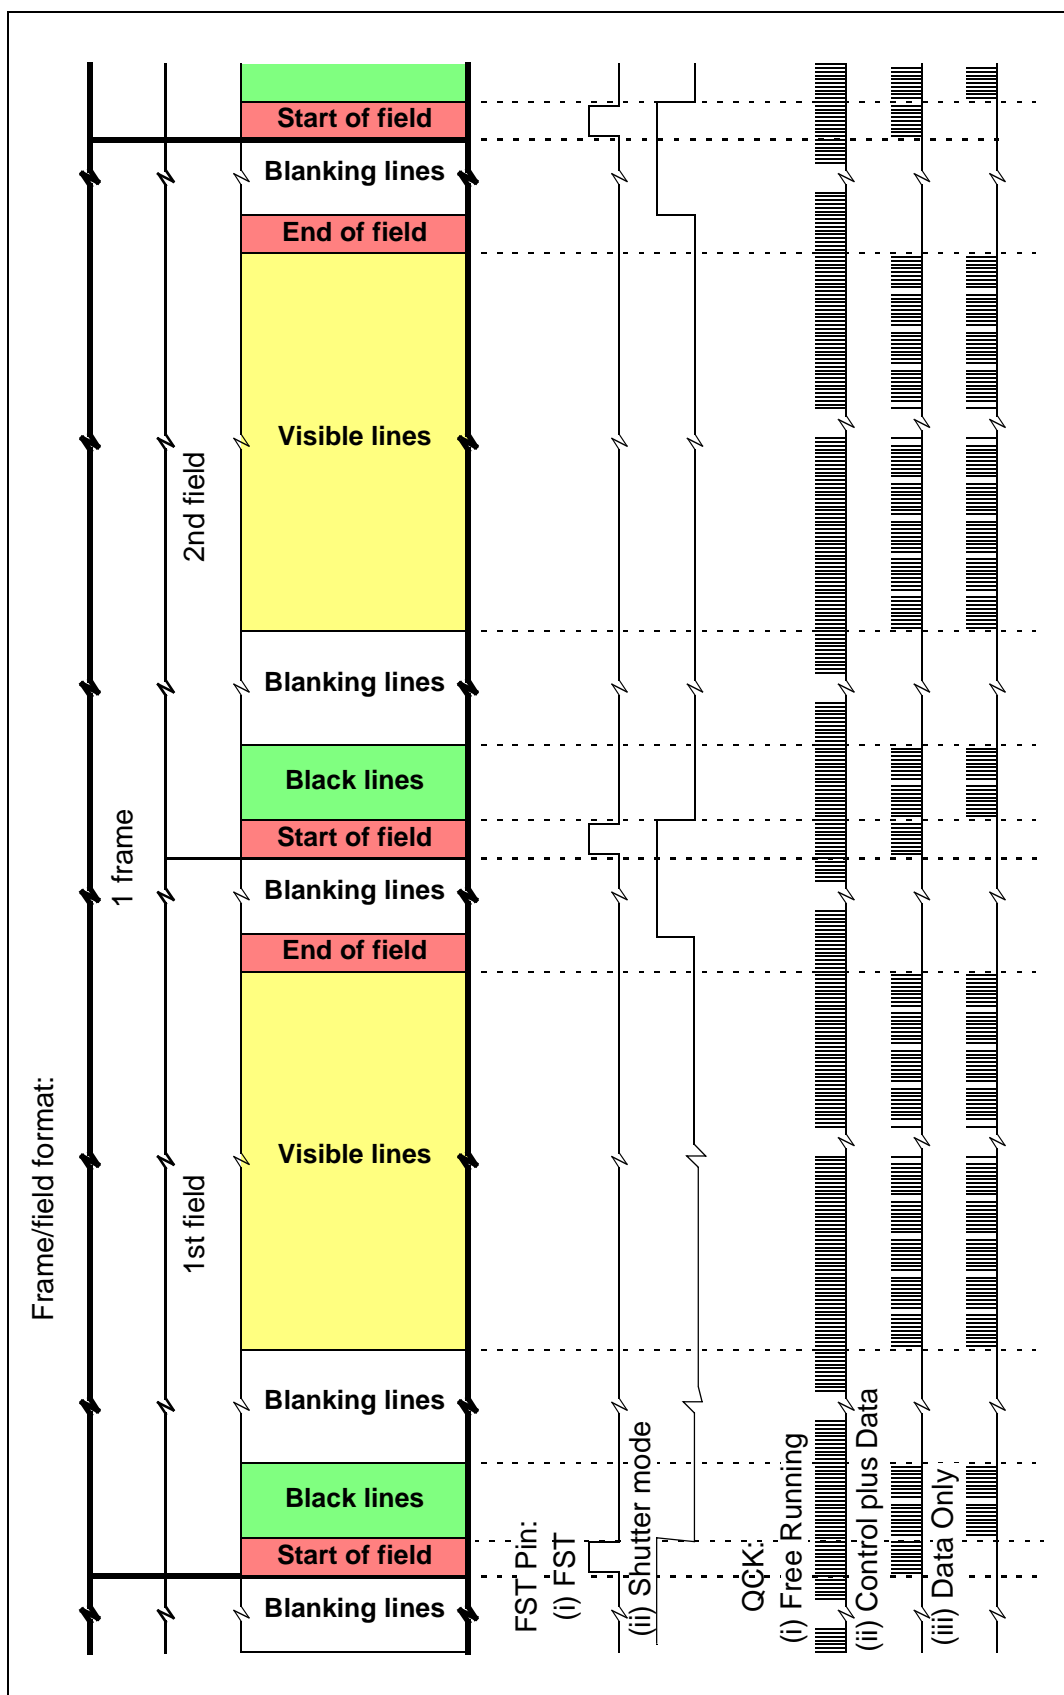 Start of field
Blanking lines
End of field
Visible lines
2nd field
Blanking lines
Black lines
1 frame
Start of field
Blanking lines
End of field
Frame/field format:
Visible lines
1st field
Blanking lines
Black lines
Start of field
Blanking lines
FST Pin:
(i) FST
(ii) Shutter mode
QCK:
(i) Free Running
(ii) Control plus Data
(iii) Data Only